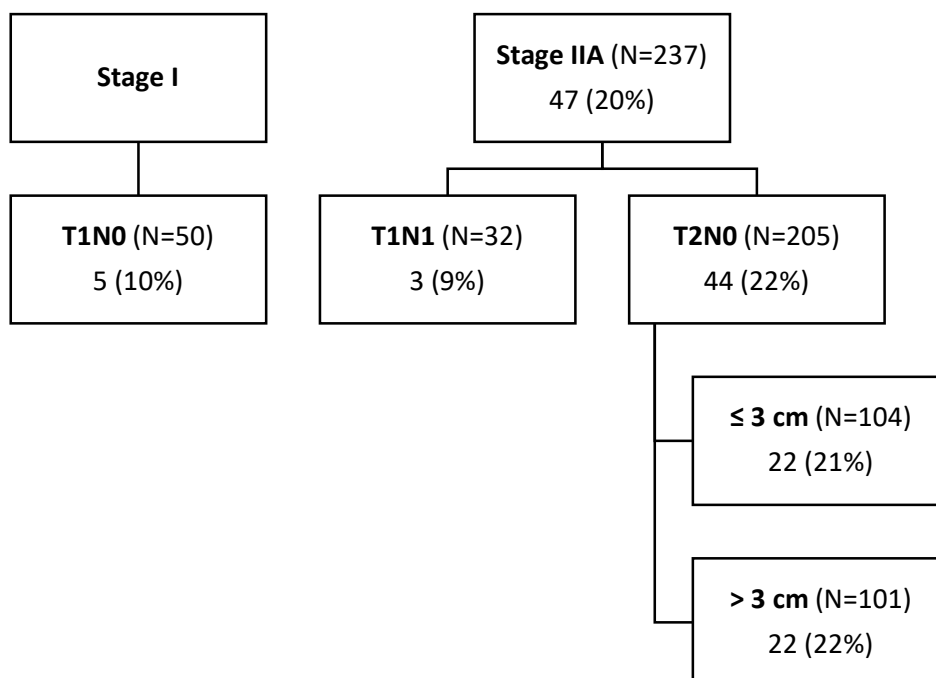 Stage I
Stage IIA (N=237)
47 (20%)
T1N0 (N=50)
5 (10%)
T1N1 (N=32)
3 (9%)
T2N0 (N=205)
44 (22%)
≤ 3 cm (N=104)
22 (21%)
> 3 cm (N=101)
22 (22%)